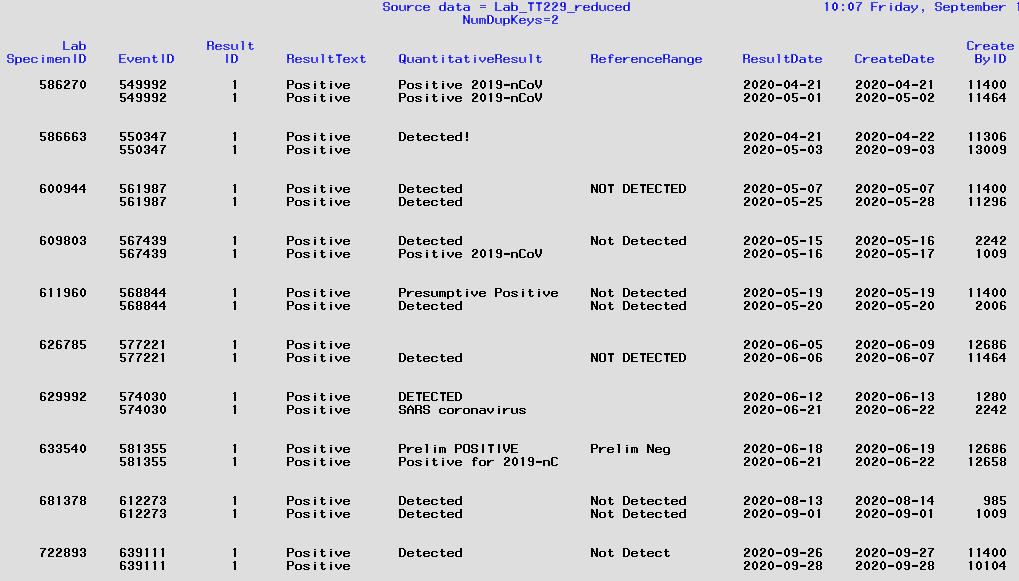 Source data = Lab_TT229_reduced 10:07 Friday, September
NumDupKeys=2
Lab Result Create
SpecimenID EventID ID ResultText QuantitativeResult ReferenceRange ResultDate CreateDate ByID
586270 549992 1 Positive Positive 2019-nCoV 2020-04-21 2020-04-21 11400
549992 1 Positive Positive 2019-nCoV 2020-05-01 2020-05-02 11464
586663 550347 1 Positive Detected! 2020-04-21 2020-04-22 11306
550347 1 Positive 2020-05-03 2020-09-03 13009
600944 561987 1 Positive Detected NOT DETECTED 2020-05-07 2020-05-07 11400
561987 1 Positive Detected 2020-05-25 2020-05-28 11296
609803 567439 1 Positive Detected Not Detected 2020-05-15 2020-05-16 2242
567439 1 Positive Positive 2019-nCoV 2020-05-16 2020-05-17 1009
611960 568844 1 Positive Presumptive Positive Not Detected 2020-05-19 2020-05-19 11400
568844 1 Positive Detected Not Detected 2020-05-20 2020-05-20 2006
626785 577221 1 Positive 2020-06-05 2020-06-09 12686
577221 1 Positive Detected NOT DETECTED 2020-06-06 2020-06-07 11464
629992 574030 1 Positive DETECTED 2020-06-12 2020-06-13 1280
574030 1 Positive SARS coronavirus 2020-06-21 2020-06-22 2242
633540 581355 1 Positive Prelim POSITIVE Prelim Neg 2020-06-18 2020-06-19 12686
581355 1 Positive Positive for 2019-nC 2020-06-21 2020-06-22 12658
681378 612273 1 Positive Detected Not Detected 2020-08-13 2020-08-14 985
612273 1 Positive Detected Not Detected 2020-09-01 2020-09-01 1009
722893 639111 1 Positive Detected Not Detect 2020-09-26 2020-09-27 11400
639111 1 Positive 2020-09-28 2020-09-28 10104